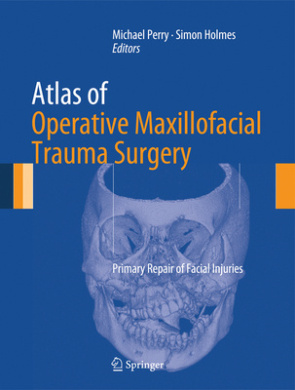 Michael Perry · Simon Holmes
Editors
Atlas of
Operative Maxillofacial
Trauma Surgery
Primary Repair of Facial Injuries
Springer